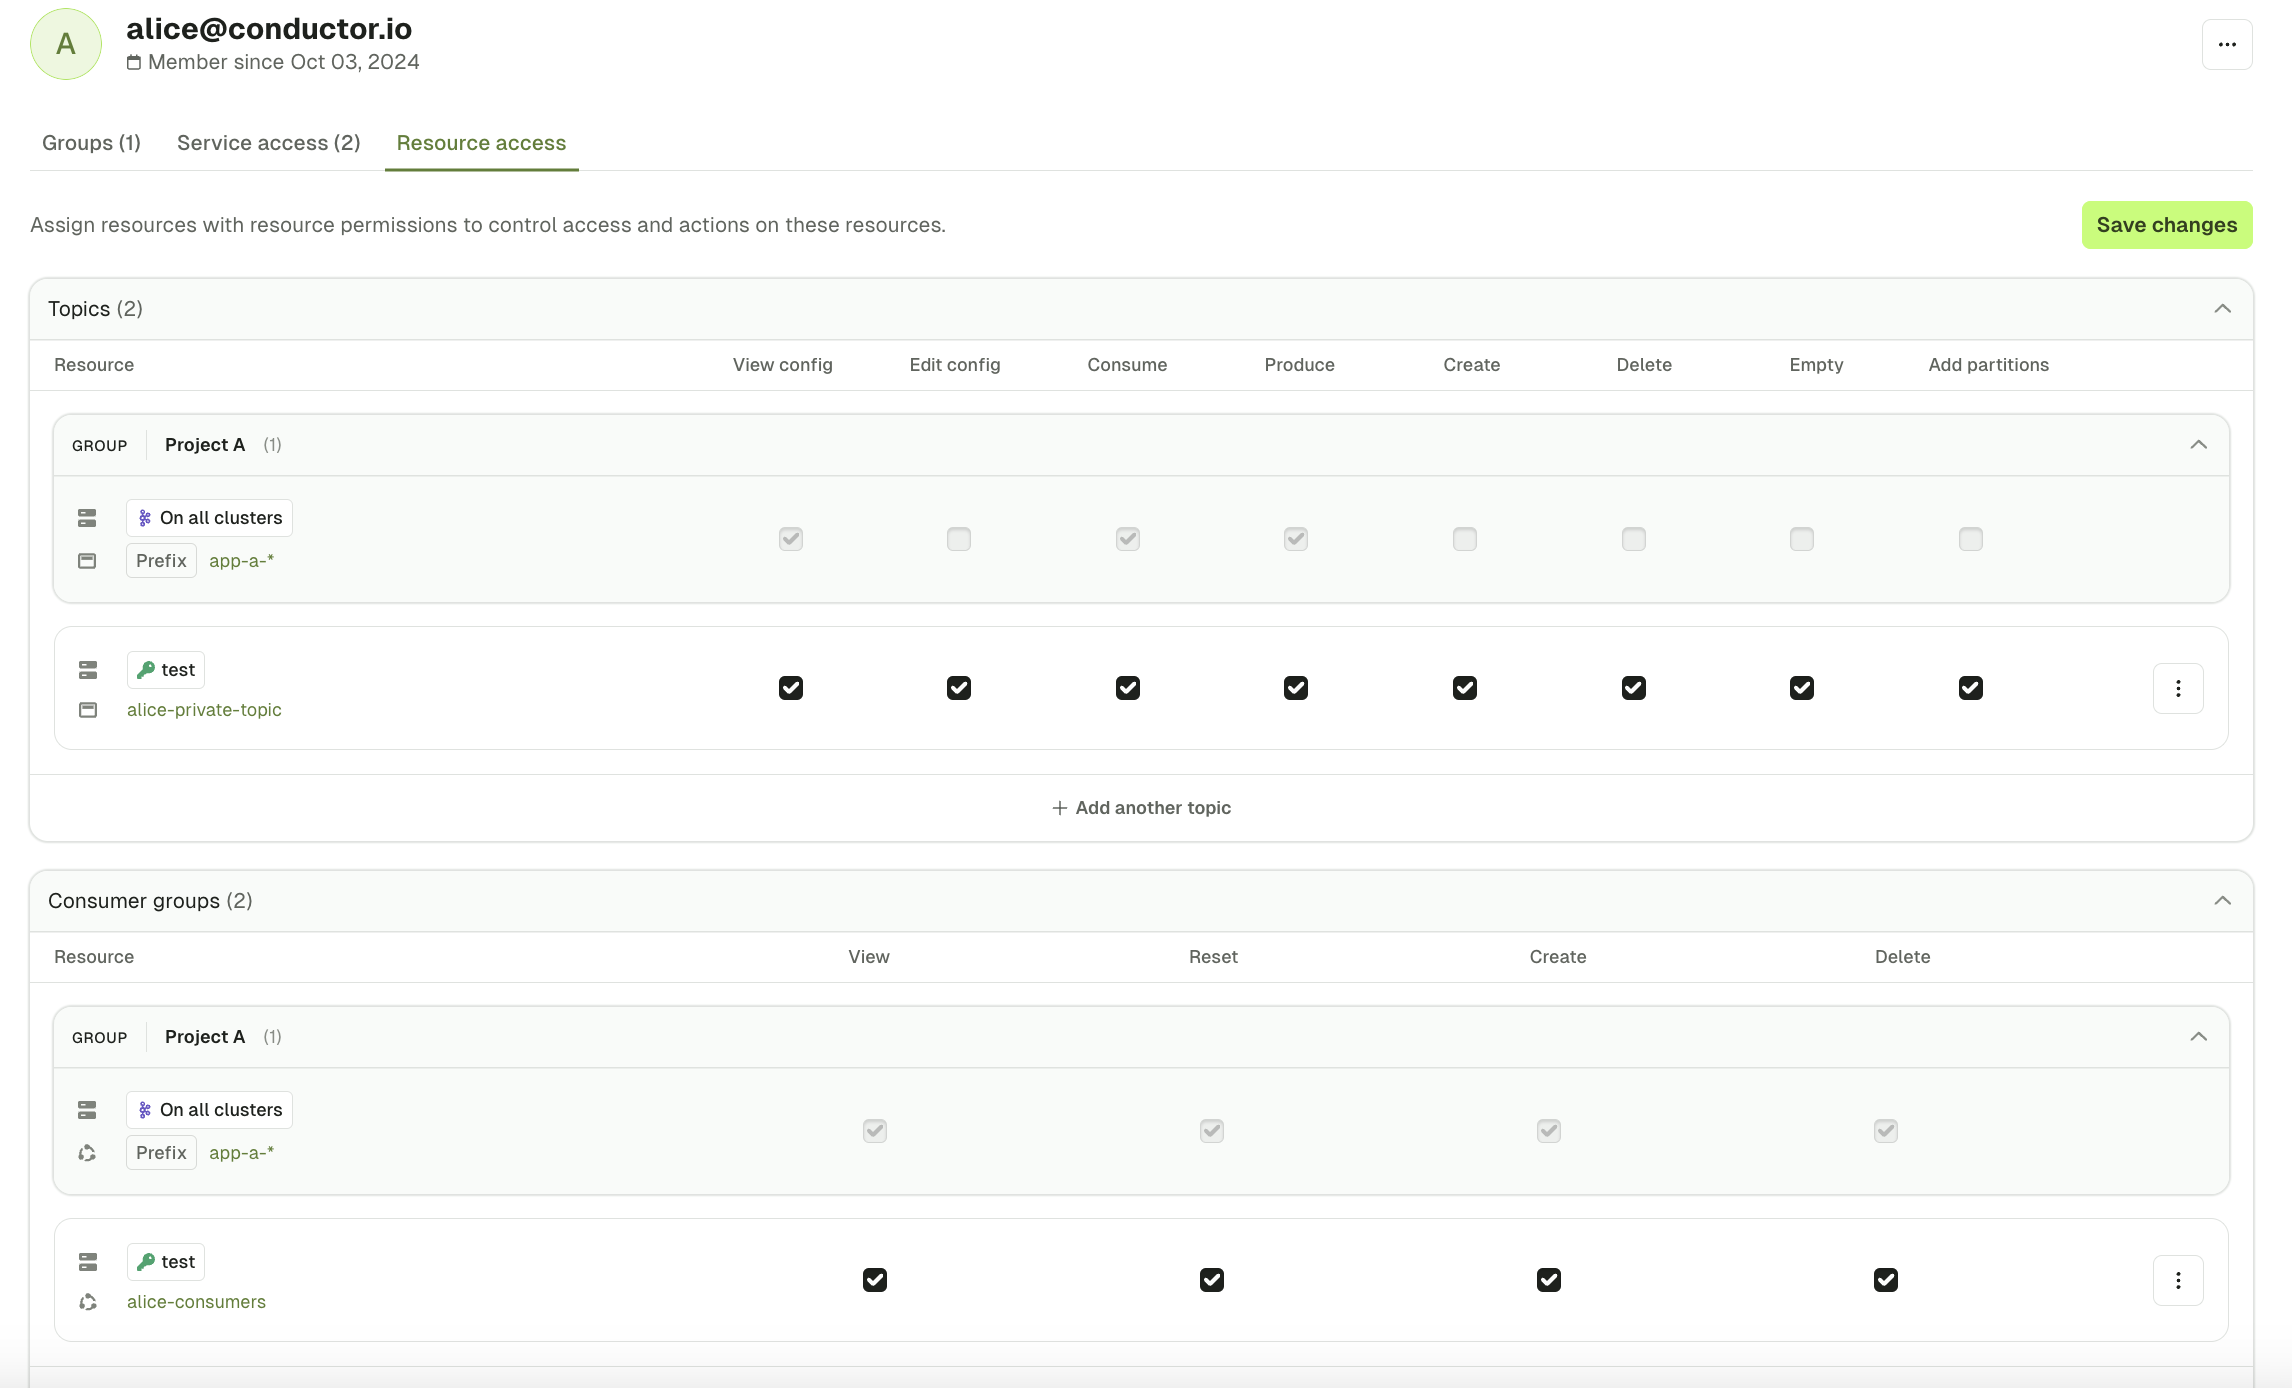 A
alice@conductor.io
Member since Oct 03, 2024
Groups (1) Service access (2) Resource access
Assign resources with resource permissions to control access and actions on these resources.
Save changes
Topics (2)
Resource View config Edit config Consume Produce Create Delete Empty Add partitions
GROUP Project A (1)
On all clusters
Prefix app-a-*
test
alice-private-topic
+ Add another topic
Consumer groups (2)
Resource View Reset Create Delete
GROUP Project A (1)
On all clusters
Prefix app-a-*
test
alice-consumers